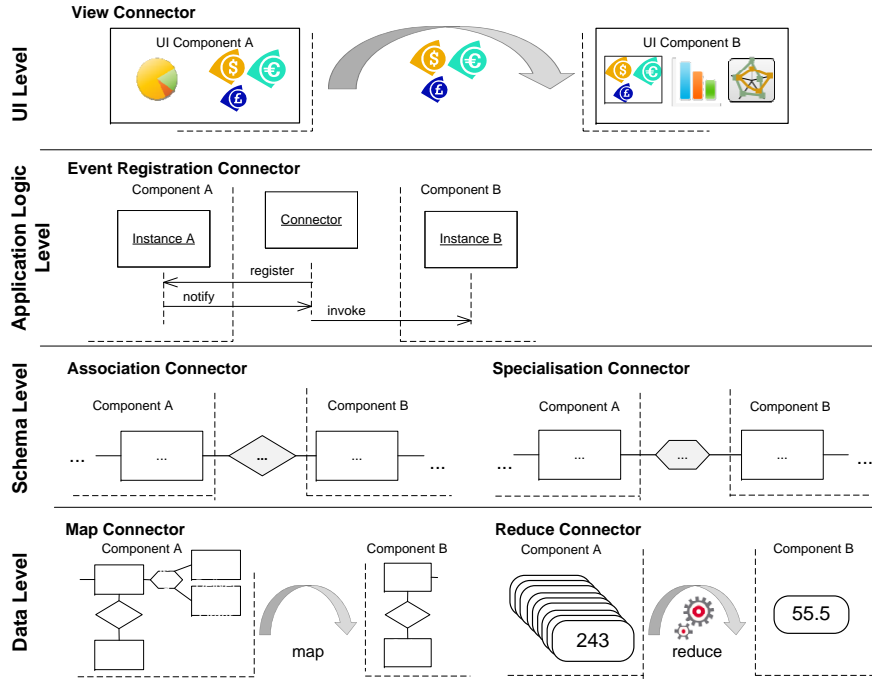 View Connector
UI Level
UI Component A
$
€
£
$
€
£
UI Component B
$
€
£
Event Registration Connector
Application Logic
Level
Component A
Component B
Connector
Instance A
Instance B
register
notify
invoke
Association Connector
Specialisation Connector
Schema Level
Component A
Component B
Component A
Component B
...
...
...
...
...
...
...
...
...
...
Map Connector
Reduce Connector
Data Level
Component A
Component B
Component A
Component B
243
55.5
map
reduce